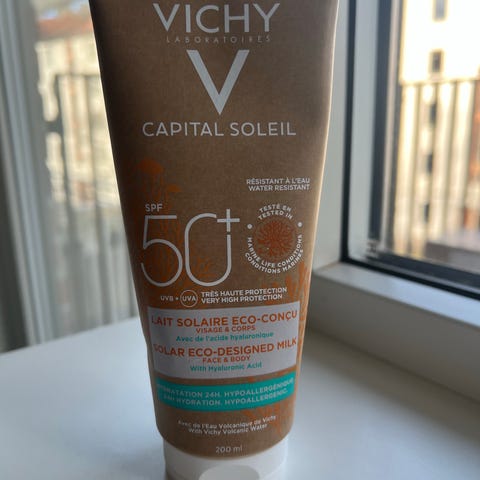 VICHY
LABORATOIRES
V
CAPITAL SOLEIL
RÉSISTANT À L'EAU
WATER RESISTANT
SPF
50+
TESTÉ EN
TESTED IN
MARINE LIFE CONDITIONS
CONDITIONS MARINES
UVB + UVA
TRÈS HAUTE PROTECTION
VERY HIGH PROTECTION
LAIT SOLAIRE ECO-CONÇU
VISAGE & CORPS
Avec de l'acide hyaluronique
SOLAR ECO-DESIGNED MILK
FACE & BODY
With Hyaluronic Acid
HYDRATATION 24H. HYPOALLERGÉNIQUE
24H HYDRATION. HYPOALLERGENIC.
Avec de l'Eau Volcanique de Vichy
With Vichy Volcanic Water
200 ml